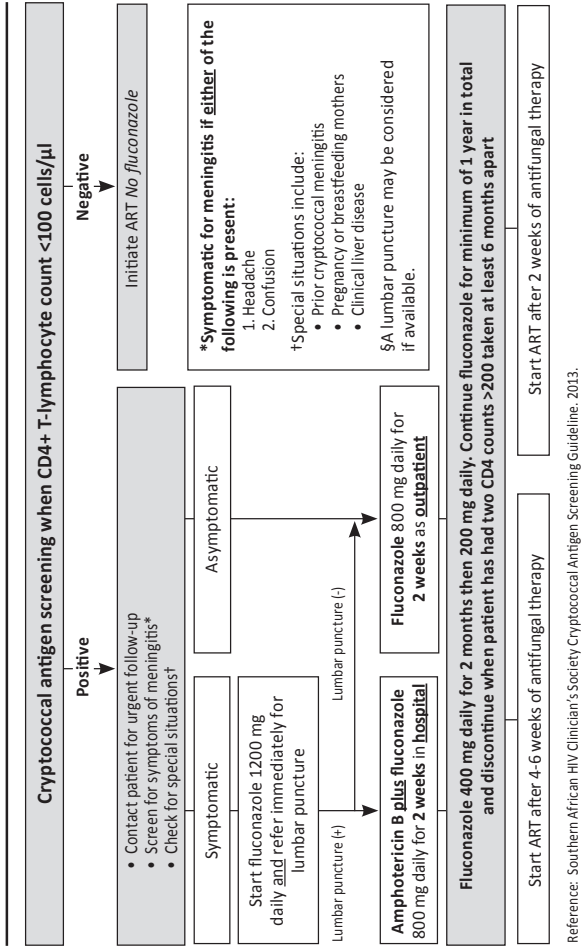 Cryptococcal antigen screening when CD4+ T-lymphocyte count <100 cells/µl
Positive
Negative
• Contact patient for urgent follow-up
• Screen for symptoms of meningitis*
• Check for special situations†
Initiate ART No fluconazole
Symptomatic
Asymptomatic
Start fluconazole 1200 mg
daily and refer immediately for
lumbar puncture
Lumbar puncture (+)
Lumbar puncture (-)
*Symptomatic for meningitis if either of the
following is present:
1. Headache
2. Confusion
†Special situations include:
• Prior cryptococcal meningitis
• Pregnancy or breastfeeding mothers
• Clinical liver disease
§A lumbar puncture may be considered
if available.
Amphotericin B plus fluconazole
800 mg daily for 2 weeks in hospital
Fluconazole 800 mg daily for
2 weeks as outpatient
Fluconazole 400 mg daily for 2 months then 200 mg daily. Continue fluconazole for minimum of 1 year in total
and discontinue when patient has had two CD4 counts >200 taken at least 6 months apart
Start ART after 4-6 weeks of antifungal therapy
Start ART after 2 weeks of antifungal therapy
Reference: Southern African HIV Clinician's Society Cryptococcal Antigen Screening Guideline. 2013.